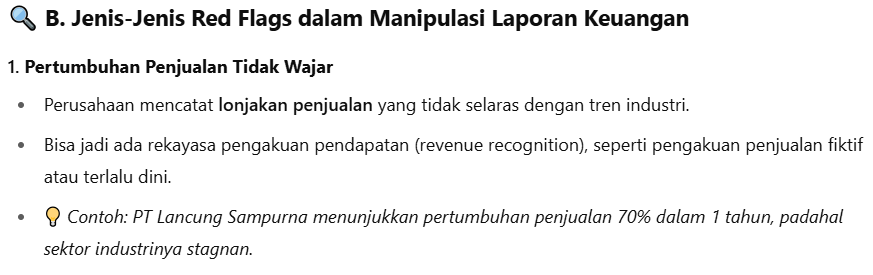 🔍 B. Jenis-Jenis Red Flags dalam Manipulasi Laporan Keuangan
1. Pertumbuhan Penjualan Tidak Wajar
• Perusahaan mencatat lonjakan penjualan yang tidak selaras dengan tren industri.
• Bisa jadi ada rekayasa pengakuan pendapatan (revenue recognition), seperti pengakuan penjualan fiktif
atau terlalu dini.
• 💡 Contoh: PT Lancung Sampurna menunjukkan pertumbuhan penjualan 70% dalam 1 tahun, padahal
sektor industrinya stagnan.